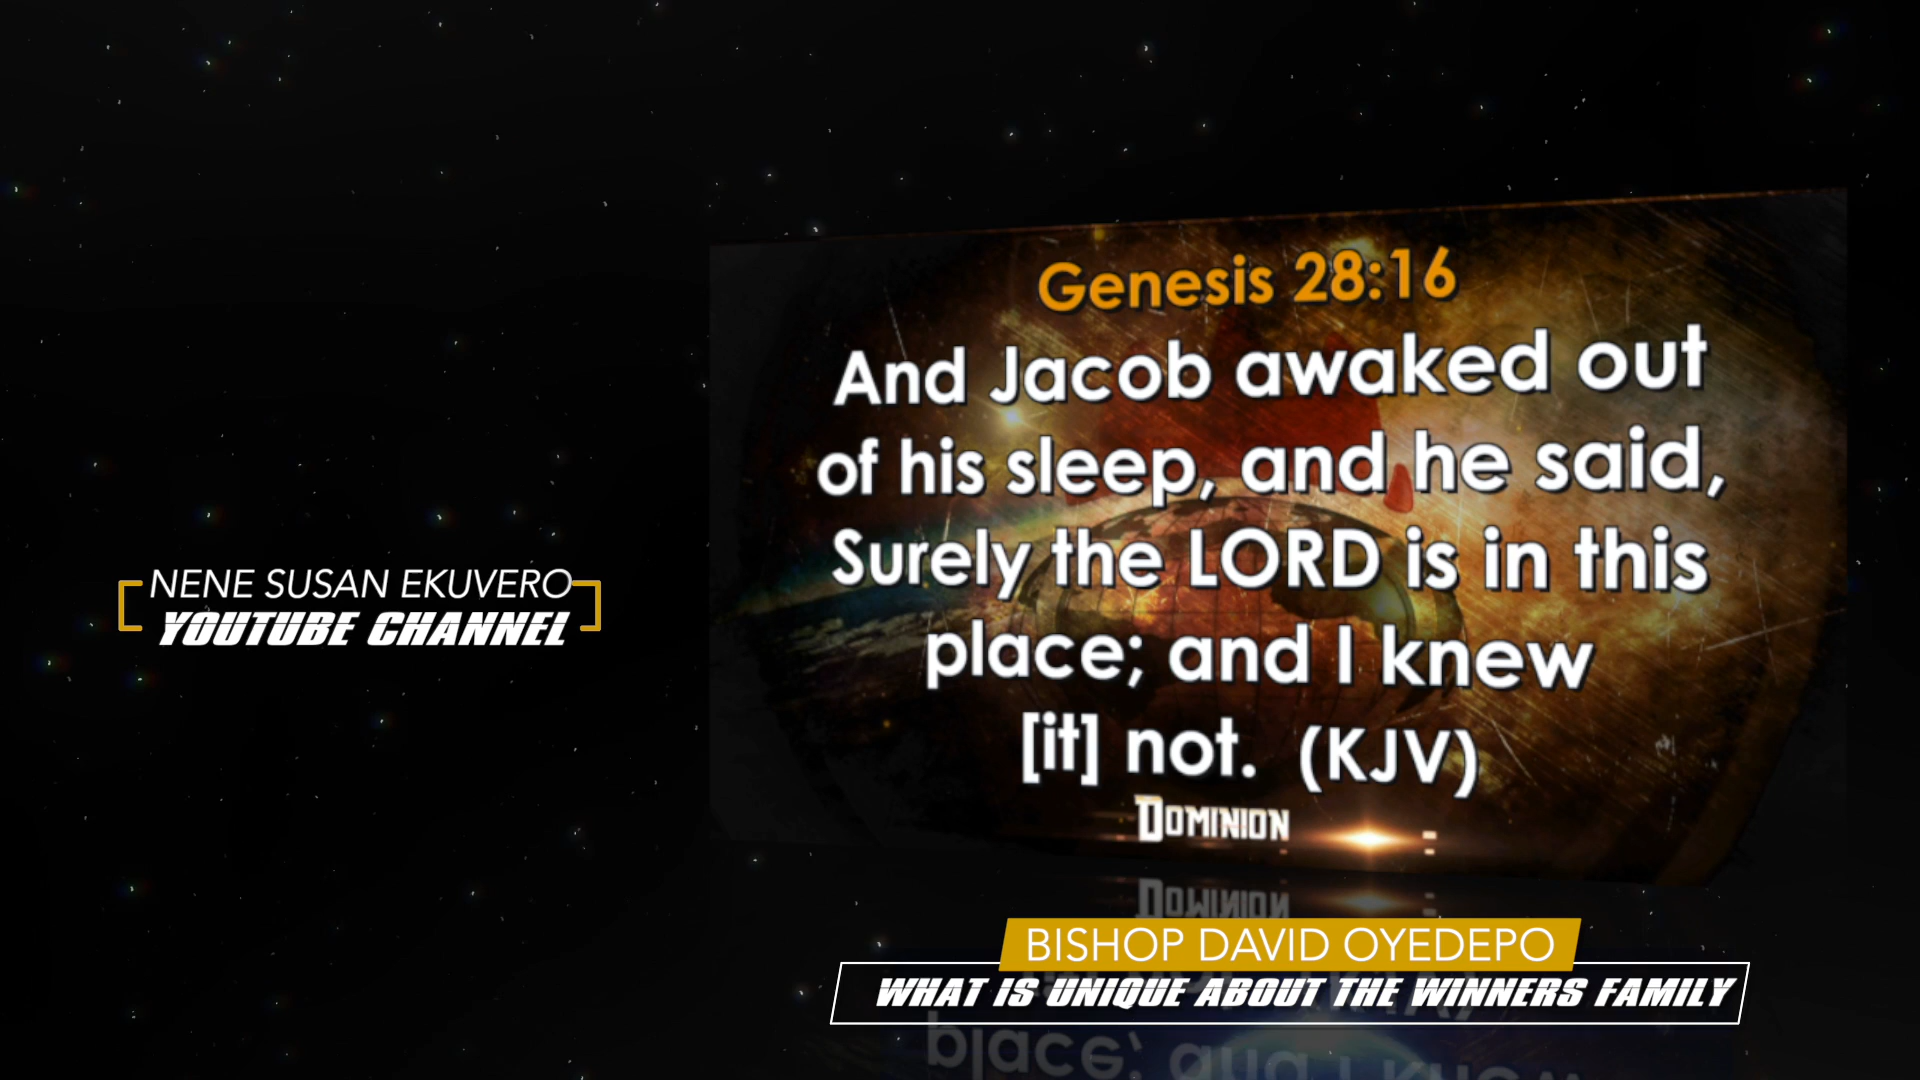 Genesis 28:16
And Jacob awaked out
of his sleep, and he said,
Surely the LORD is in this
place; and I knew
[it] not. (KJV)
DOMINION
NENE SUSAN EKUVERO
YOUTUBE CHANNEL
BISHOP DAVID OYEDEPO
WHAT IS UNIQUE ABOUT THE WINNERS FAMILY